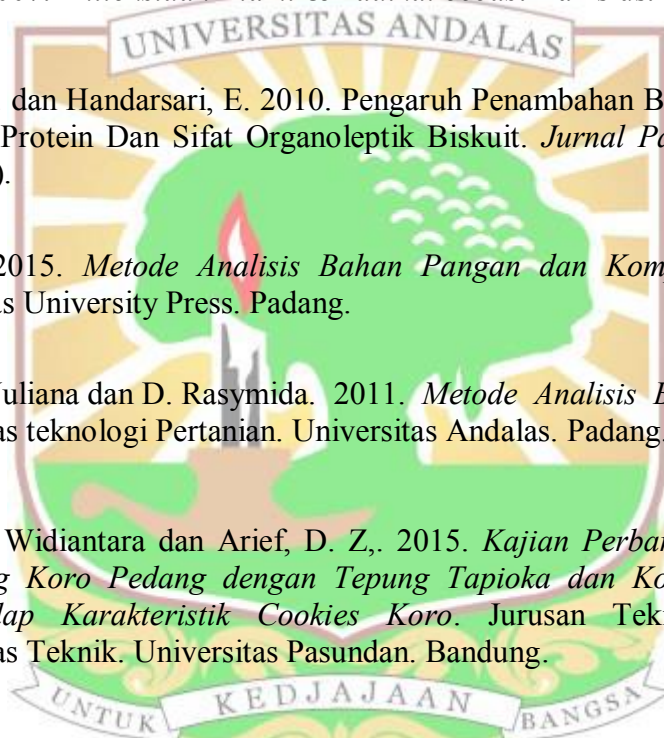 UNIVERSITAS ANDALAS
dan Handarsari, E. 2010. Pengaruh Penambahan B
Protein Dan Sifat Organoleptik Biskuit. Jurnal Pa
).
2015. Metode Analisis Bahan Pangan dan Komp
as University Press. Padang.
uliana dan D. Rasymida. 2011. Metode Analisis B
as teknologi Pertanian. Universitas Andalas. Padang.
Widiantara dan Arief, D. Z,. 2015. Kajian Perban
g Koro Pedang dengan Tepung Tapioka dan Ko
dap Karakteristik Cookies Koro. Jurusan Tek
as Teknik. Universitas Pasundan. Bandung.
UNTUK KEDJAJAAN BANGSA